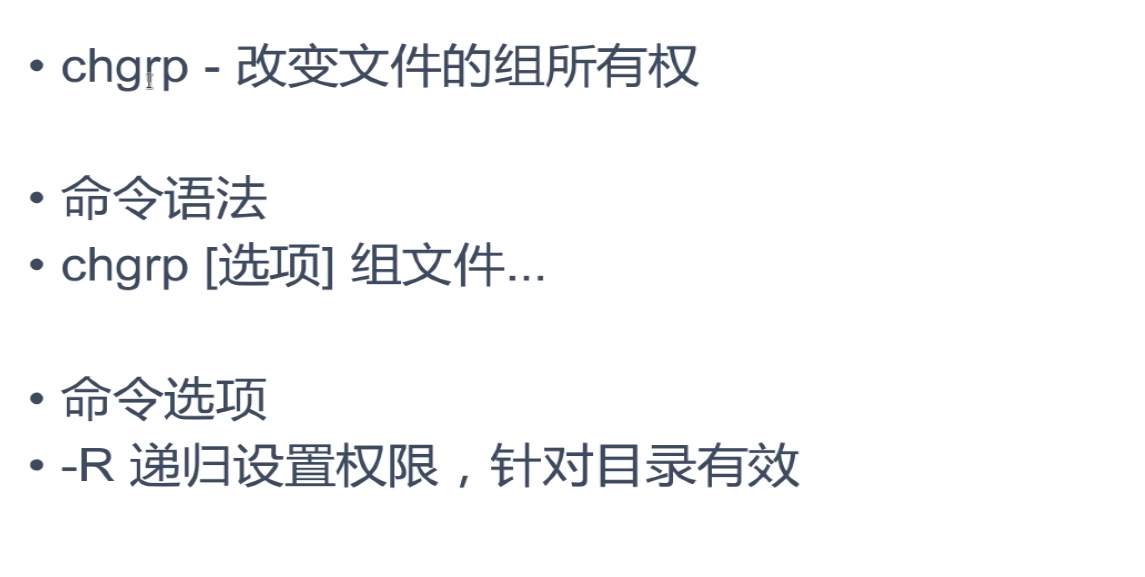 • chgrp - 改变文件的组所有权
• 命令语法
• chgrp [选项] 组文件...
• 命令选项
• -R 递归设置权限，针对目录有效